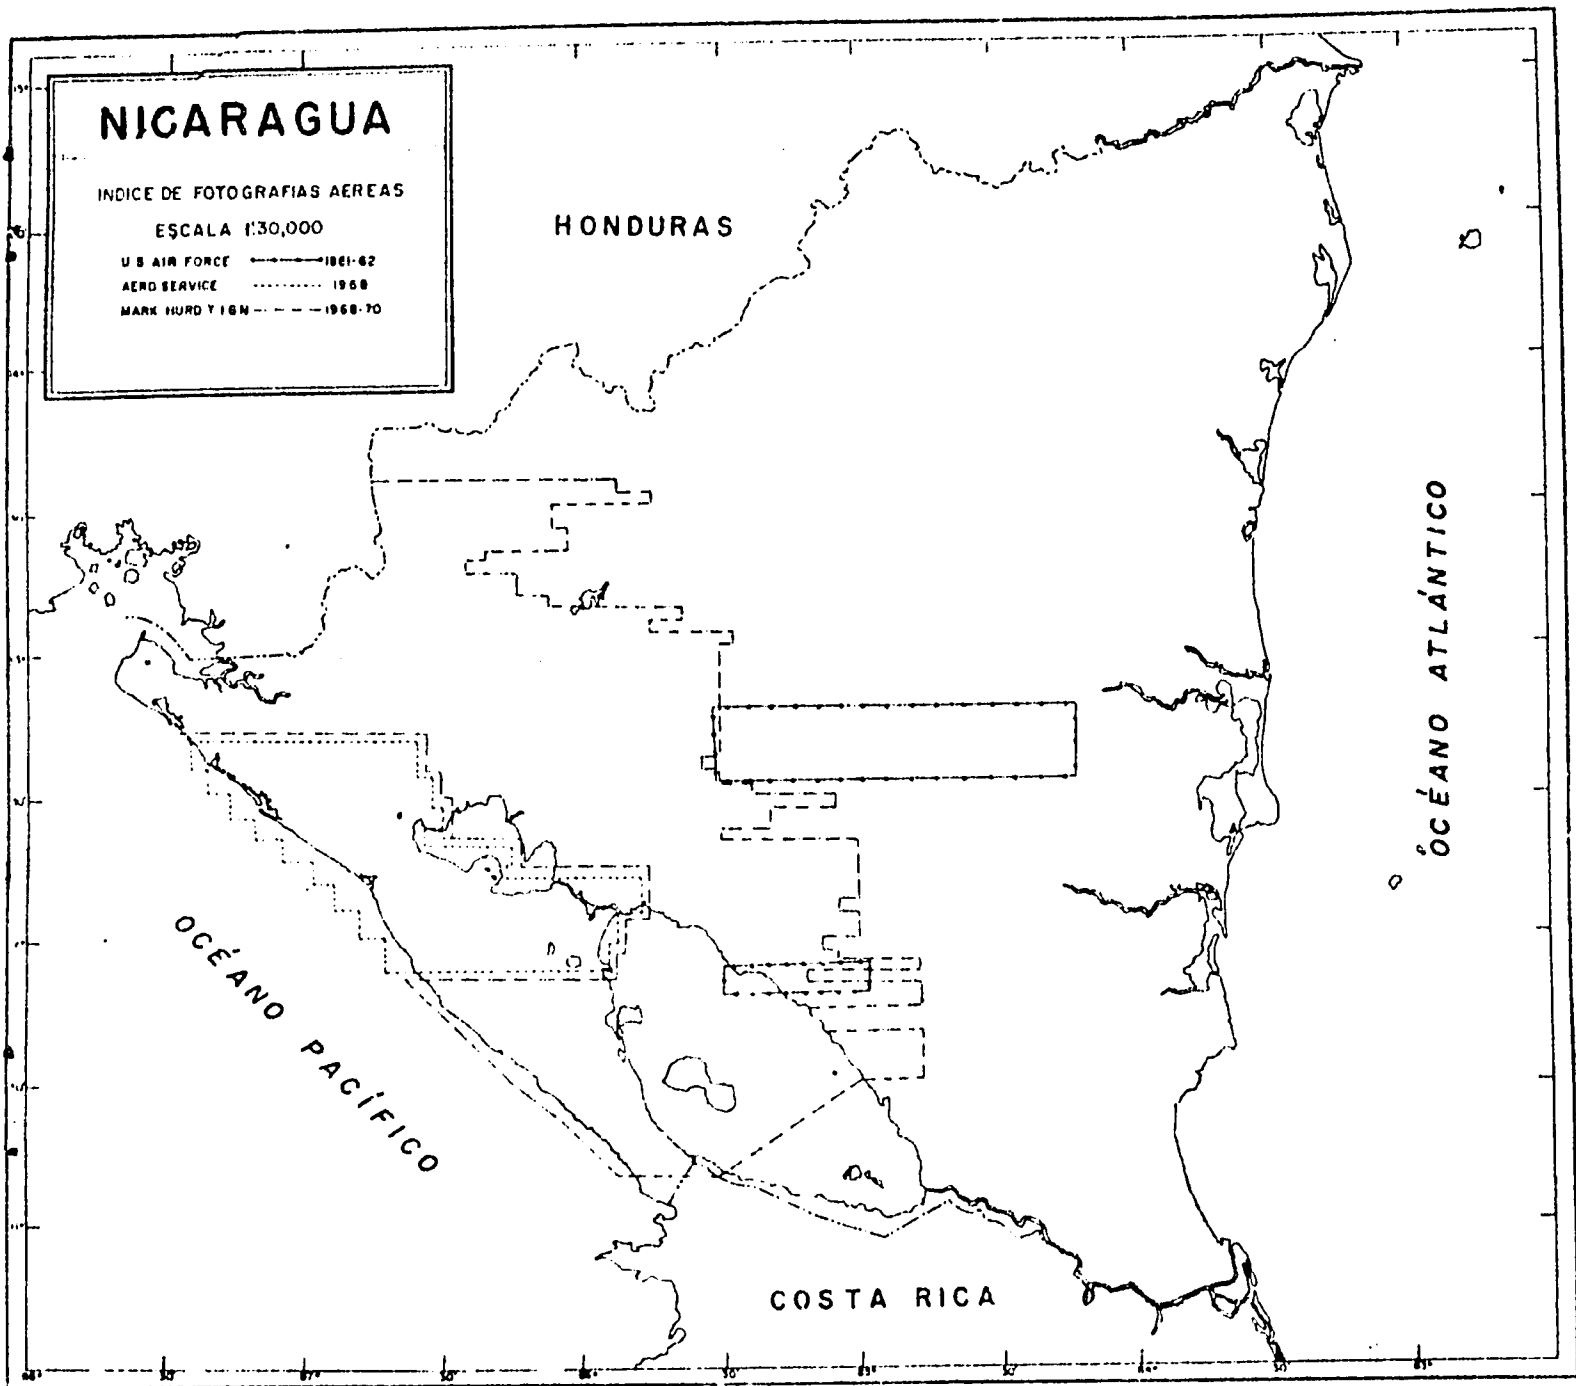 NICARAGUA
INDICE DE FOTOGRAFIAS AEREAS
ESCALA 1:30,000
U S AIR FORCE 1961-62
AERO SERVICE 1968
MARK HURD Y IGN 1968-70
HONDURAS
OCÉANO ATLÁNTICO
OCÉANO PACÍFICO
COSTA RICA